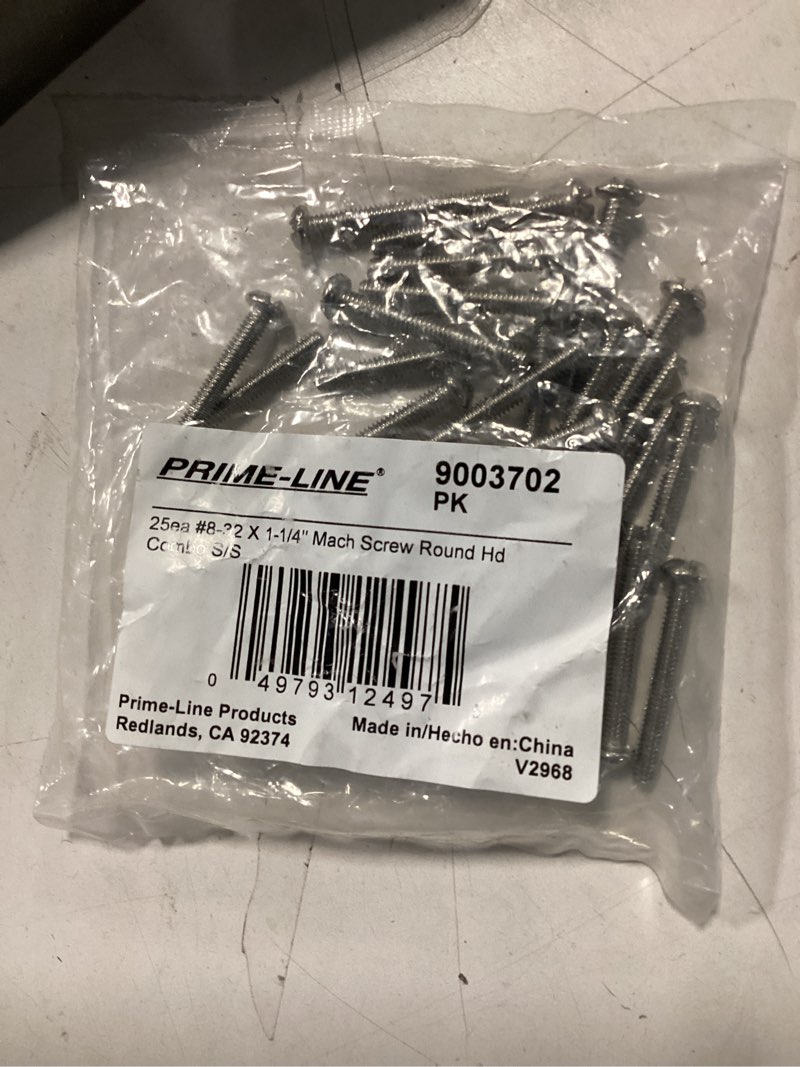 PRIME-LINE®
9003702
PK
25ea #8-32 X 1-1/4" Mach Screw Round Hd
Combo S/S
0 49793 12497
Prime-Line Products
Redlands, CA 92374
Made in/Hecho en:China
V2968